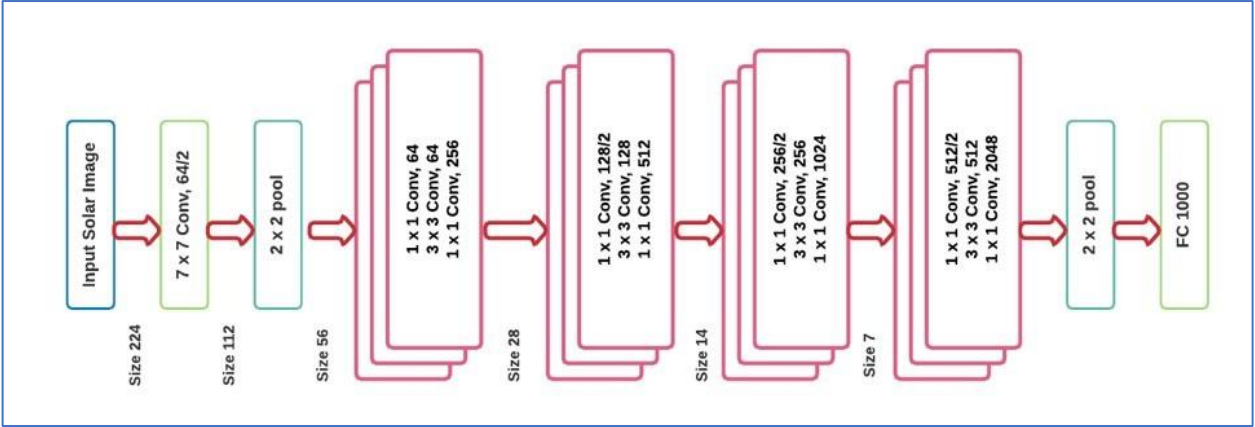 Input Solar Image
Size 224
7 x 7 Conv, 64/2
Size 112
2 x 2 pool
Size 56
1 x 1 Conv, 64
3 x 3 Conv, 64
1 x 1 Conv, 256
Size 28
1 x 1 Conv, 128/2
3 x 3 Conv, 128
1 x 1 Conv, 512
Size 14
1 x 1 Conv, 256/2
3 x 3 Conv, 256
1 x 1 Conv, 1024
Size 7
1 x 1 Conv, 512/2
3 x 3 Conv, 512
1 x 1 Conv, 2048
2 x 2 pool
FC 1000